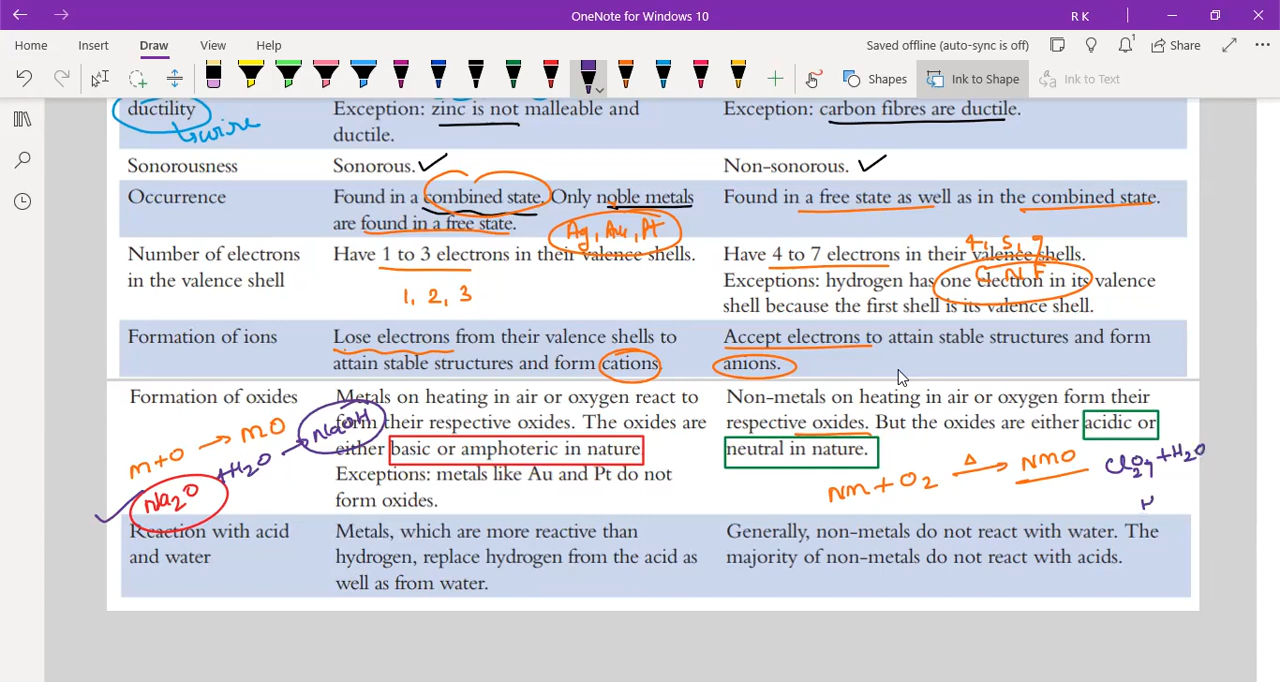 OneNote for Windows 10
R K
Home Insert Draw View Help
Saved offline (auto-sync is off)
Share
Shapes
Ink to Shape
Ink to Text
ductility
Exception: zinc is not malleable and
ductile.
Exception: carbon fibres are ductile.
wire
Sonorousness
Sonorous.
Non-sonorous.
Occurrence
Found in a combined state. Only noble metals
are found in a free state.
Ag, Au, Pt
Found in a free state as well as in the combined state.
Number of electrons
in the valence shell
Have 1 to 3 electrons in their valence shells.
1, 2, 3
4, 5, 7
Have 4 to 7 electrons in their valence shells.
C N F
Exceptions: hydrogen has one electron in its valence
shell because the first shell is its valence shell.
Formation of ions
Lose electrons from their valence shells to
attain stable structures and form cations.
Accept electrons to attain stable structures and form
anions.
Formation of oxides
Metals on heating in air or oxygen react to
form their respective oxides. The oxides are
either basic or amphoteric in nature
Exceptions: metals like Au and Pt do not
form oxides.
M+O → MO
Na2O +H2O → NaOH
Non-metals on heating in air or oxygen form their
respective oxides. But the oxides are either acidic or
neutral in nature.
NM + O2 Δ → NMO
+H2O
Reaction with acid
and water
Metals, which are more reactive than
hydrogen, replace hydrogen from the acid as
well as from water.
Generally, non-metals do not react with water. The
majority of non-metals do not react with acids.